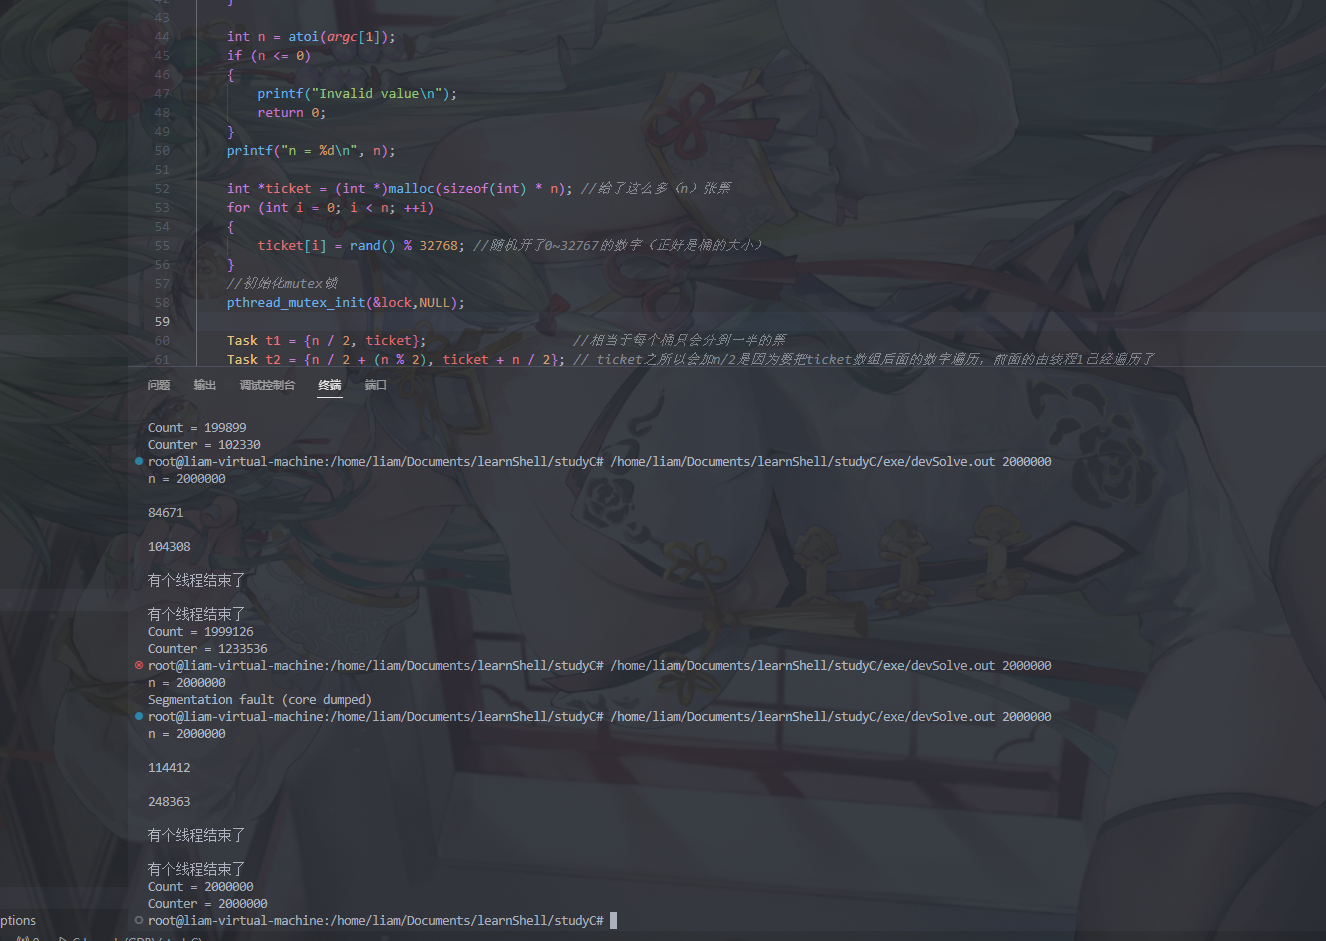 42 }
43
44 int n = atoi(argc[1]);
45 if (n <= 0)
46 {
47 printf("Invalid value\n");
48 return 0;
49 }
50 printf("n = %d\n", n);
51
52 int *ticket = (int *)malloc(sizeof(int) * n); //给了这么多（n）张票
53 for (int i = 0; i < n; ++i)
54 {
55 ticket[i] = rand() % 32768; //随机开了0~32767的数字（正好是桶的大小）
56 }
57 //初始化mutex锁
58 pthread_mutex_init(&lock,NULL);
59
60 Task t1 = {n / 2, ticket}; //相当于每个桶只会分到一半的票
61 Task t2 = {n / 2 + (n % 2), ticket + n / 2}; // ticket之所以会加n/2是因为要把ticket数组后面的数字遍历，前面的由线程1已经遍历了
问题 输出 调试控制台 终端 端口
Count = 199899
Counter = 102330
root@liam-virtual-machine:/home/liam/Documents/learnShell/studyC# /home/liam/Documents/learnShell/studyC/exe/devSolve.out 2000000
n = 2000000
84671
104308
有个线程结束了
有个线程结束了
Count = 1999126
Counter = 1233536
root@liam-virtual-machine:/home/liam/Documents/learnShell/studyC# /home/liam/Documents/learnShell/studyC/exe/devSolve.out 2000000
n = 2000000
Segmentation fault (core dumped)
root@liam-virtual-machine:/home/liam/Documents/learnShell/studyC# /home/liam/Documents/learnShell/studyC/exe/devSolve.out 2000000
n = 2000000
114412
248363
有个线程结束了
有个线程结束了
Count = 2000000
Counter = 2000000
ptions
root@liam-virtual-machine:/home/liam/Documents/learnShell/studyC#